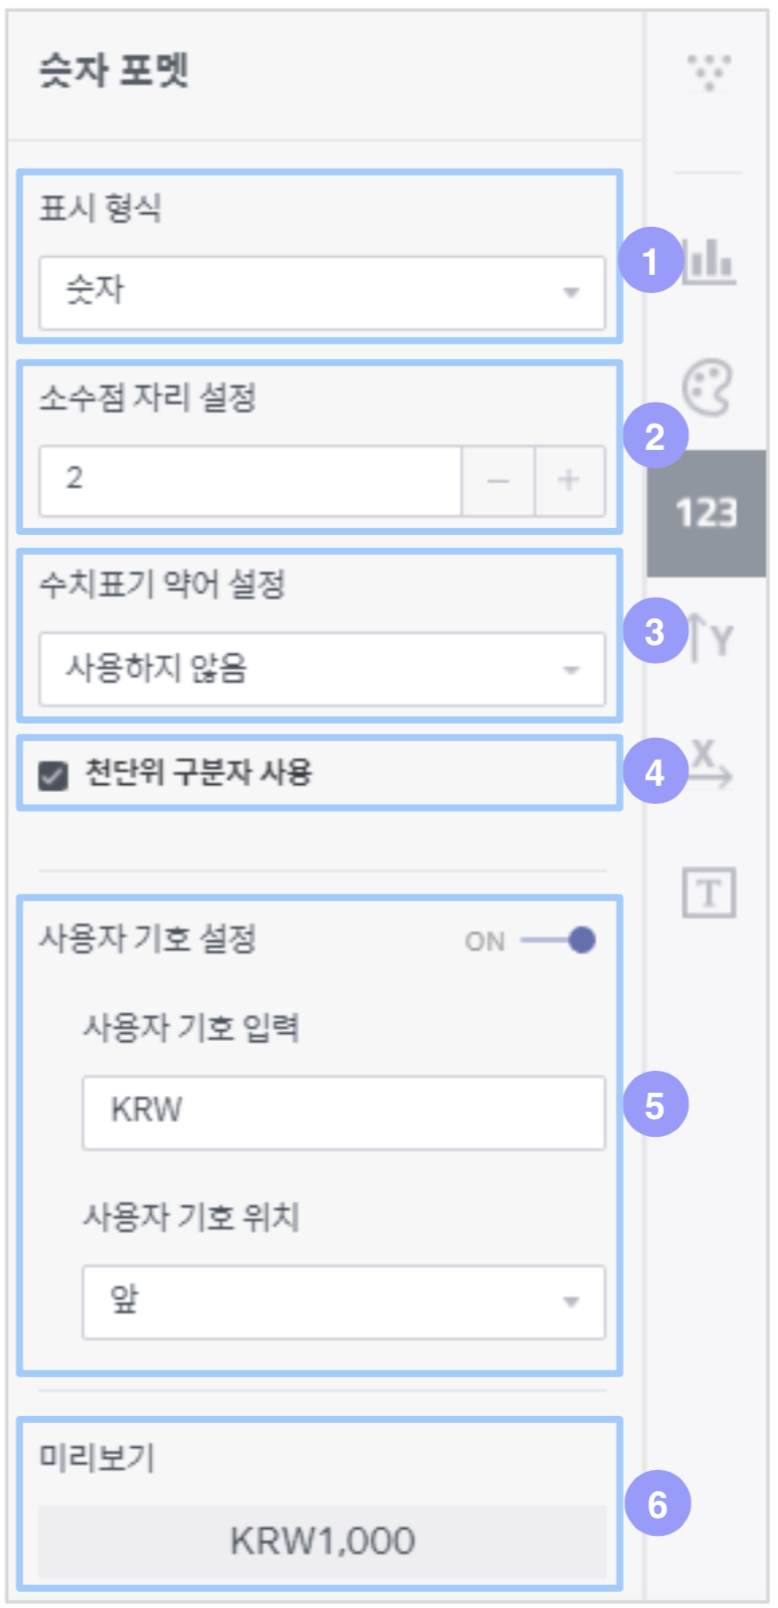 숫자 포멧
표시 형식
숫자
1
소수점 자리 설정
2
− +
2
123
수치표기 약어 설정
사용하지 않음
3
Y
천단위 구분자 사용
4
X
T
사용자 기호 설정 ON
사용자 기호 입력
KRW
5
사용자 기호 위치
앞
미리보기
KRW1,000
6